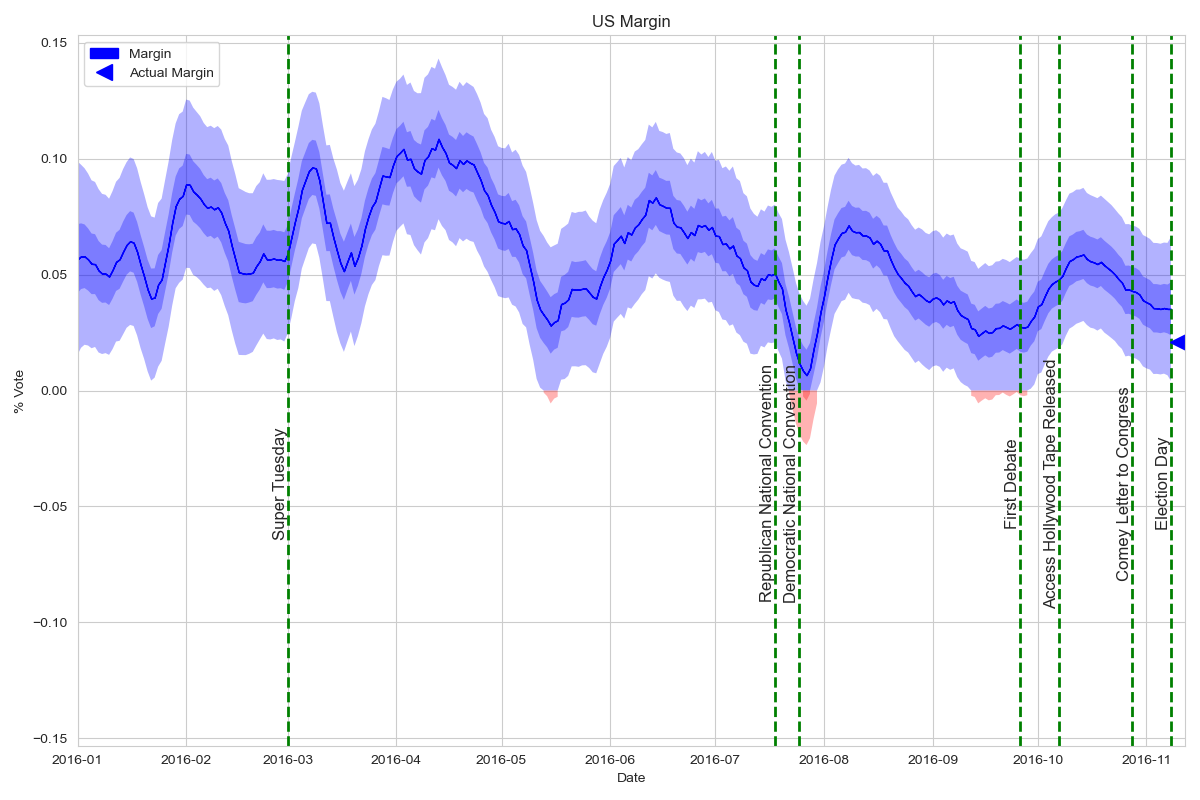 US Margin
Margin
Actual Margin
0.15
0.10
0.05
0.00
−0.05
−0.10
−0.15
% Vote
Super Tuesday
Republican National Convention
Democratic National Convention
First Debate
Access Hollywood Tape Released
Comey Letter to Congress
Election Day
2016-01
2016-02
2016-03
2016-04
2016-05
2016-06
2016-07
2016-08
2016-09
2016-10
2016-11
Date